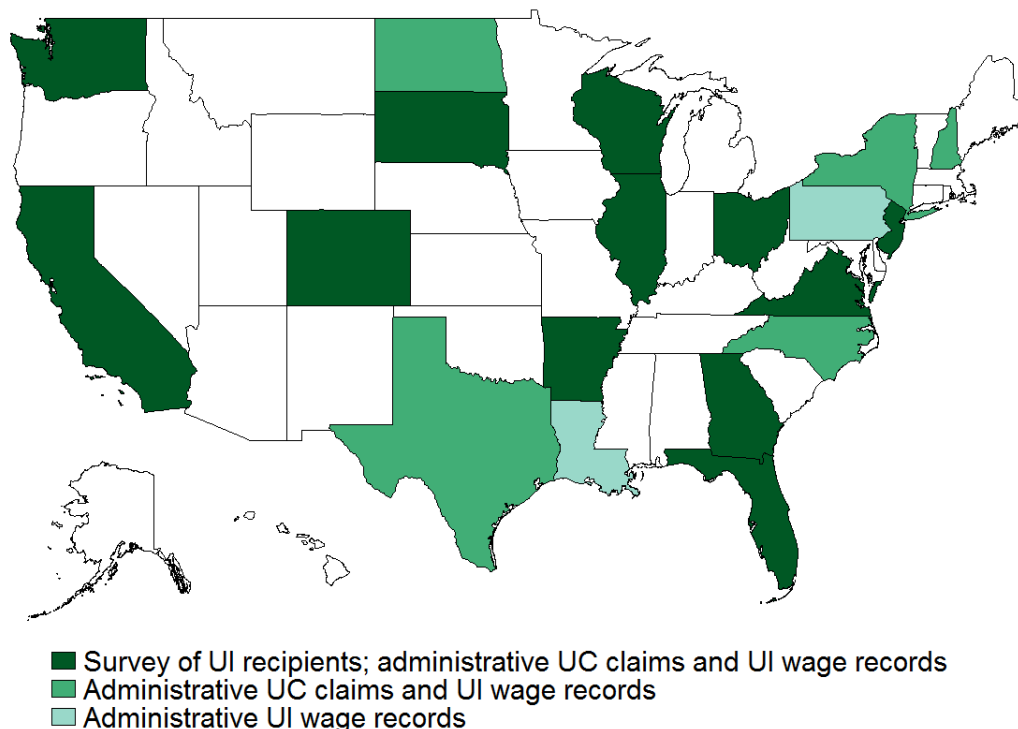 Survey of UI recipients; administrative UC claims and UI wage records
Administrative UC claims and UI wage records
Administrative UI wage records